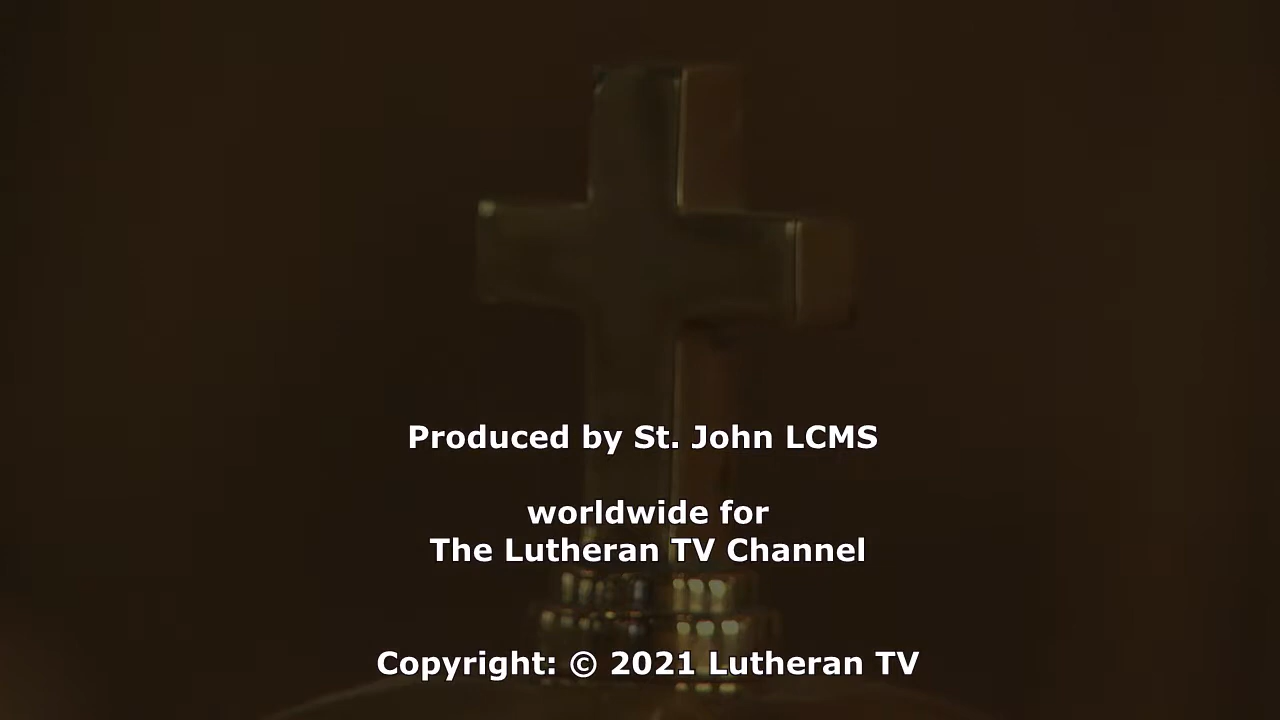 Produced by St. John LCMS
worldwide for
The Lutheran TV Channel
Copyright: © 2021 Lutheran TV